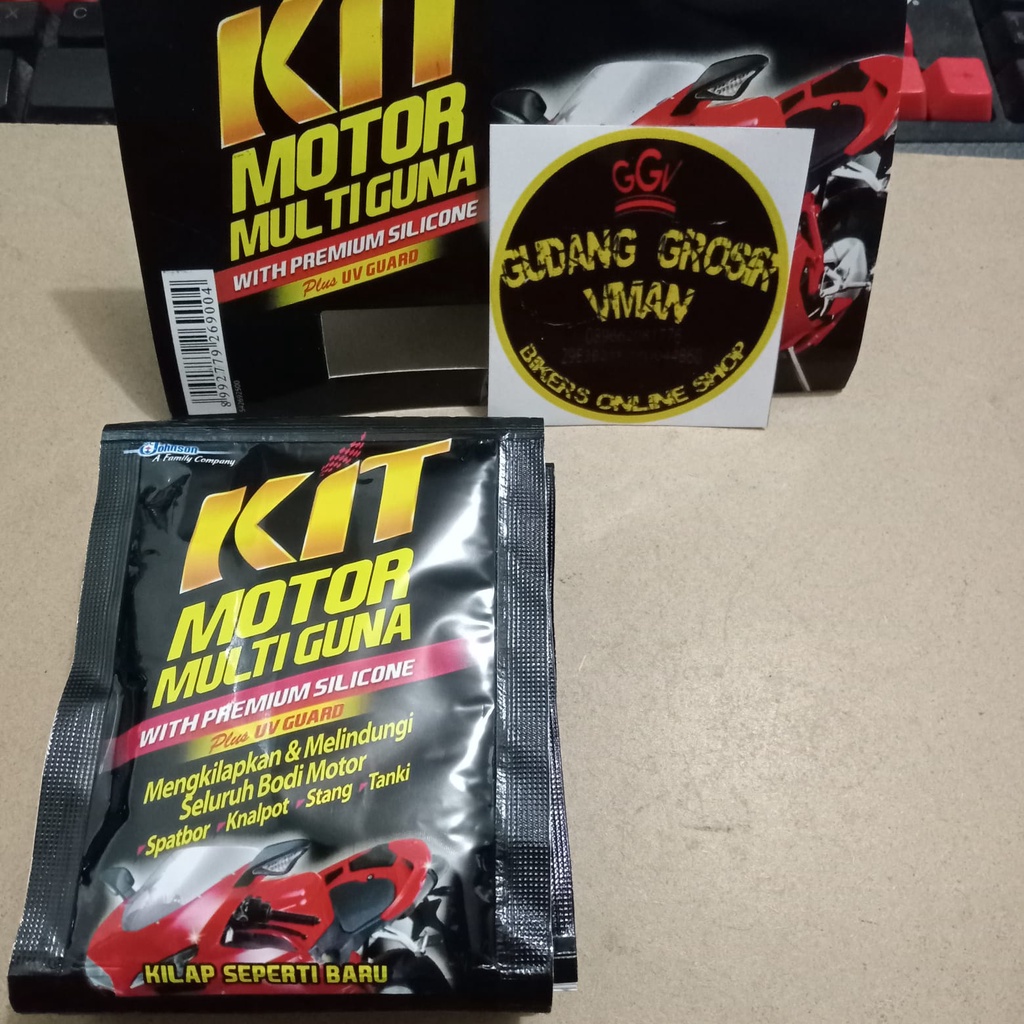 KIT
MOTOR
MULTIGUNA
WITH PREMIUM SILICONE
Plus UV GUARD
8992779269004
GGV
GUDANG GROSIR
VMAN
BIKERS ONLINE SHOP
Johnson
A Family Company
KIT
MOTOR
MULTI GUNA
WITH PREMIUM SILICONE
Plus UV GUARD
Mengkilapkan & Melindungi
Seluruh Bodi Motor
Spatbor Knalpot Stang Tanki
KILAP SEPERTI BARU